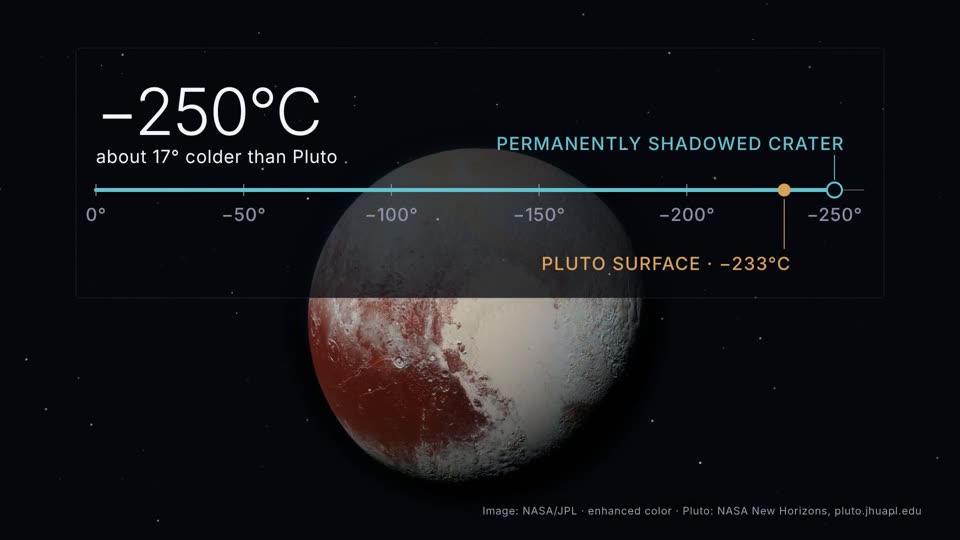 −250°C
about 17° colder than Pluto
PERMANENTLY SHADOWED CRATER
0° −50° −100° −150° −200° −250°
PLUTO SURFACE · −233°C
Image: NASA/JPL · enhanced color · Pluto: NASA New Horizons, pluto.jhuapl.edu